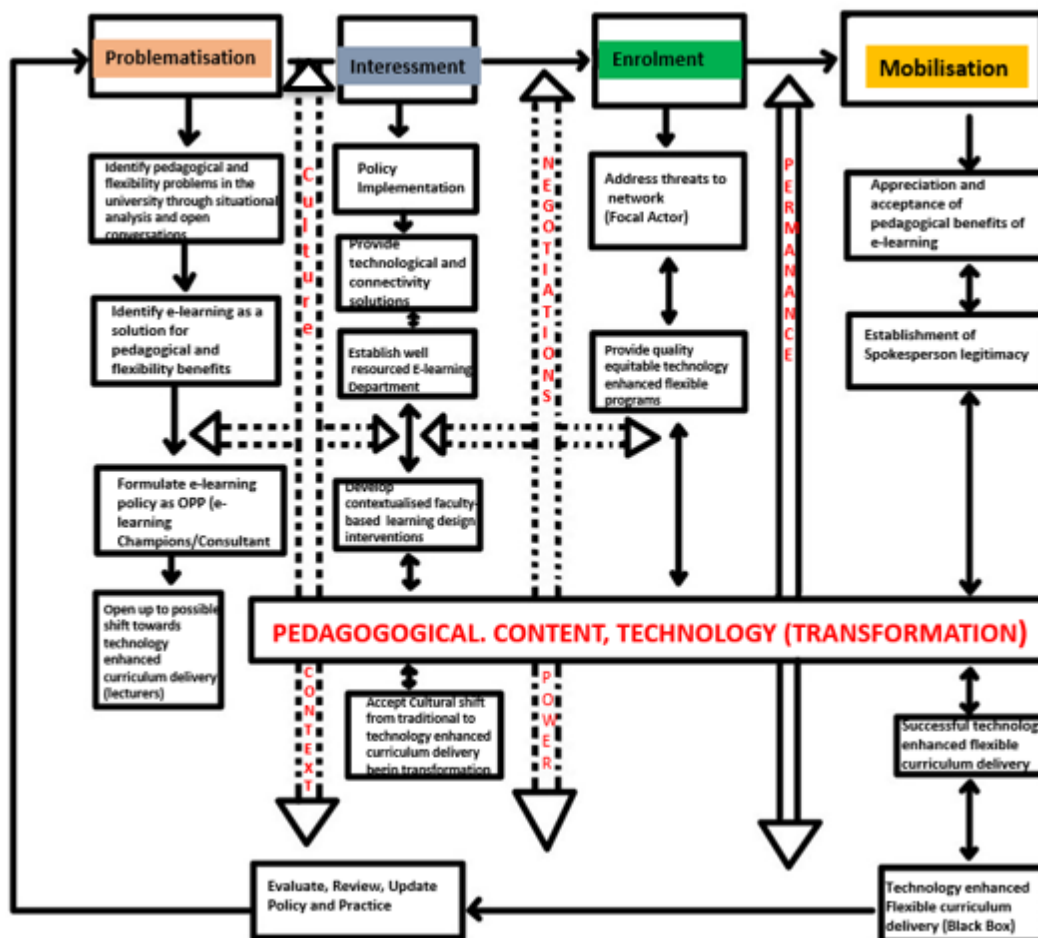 Problematisation
Interessment
Enrolment
Mobilisation
Identify pedagogical and
flexibility problems in the
university through situational
analysis and open
conversations
Identify e-learning as a
solution for
pedagogical and
flexibility benefits
Formulate e-learning
policy as OPP (e-
learning
Champions/Consultant
Open up to possible
shift towards
technology
enhanced
curriculum delivery
(lecturers)
Culture
CONTEXT
Policy
Implementation
Provide
technological and
connectivity
solutions
Establish well
resourced E-learning
Department
Develop
contextualised faculty-
based learning design
interventions
Accept Cultural shift
from traditional to
technology enhanced
curriculum delivery
begin transformation
NEGOTIATIONS
POWER
Address threats to
network
(Focal Actor)
Provide quality
equitable technology
enhanced flexible
programs
PERMANANCE
Appreciation and
acceptance of
pedagogical benefits of
e-learning
Establishment of
Spokesperson legitimacy
PEDAGOGOGICAL. CONTENT, TECHNOLOGY (TRANSFORMATION)
Successful technolog
enhanced flexible
curriculum delivery
Technology enhanced
Flexible curriculum
delivery (Black Box)
Evaluate, Review, Update
Policy and Practice